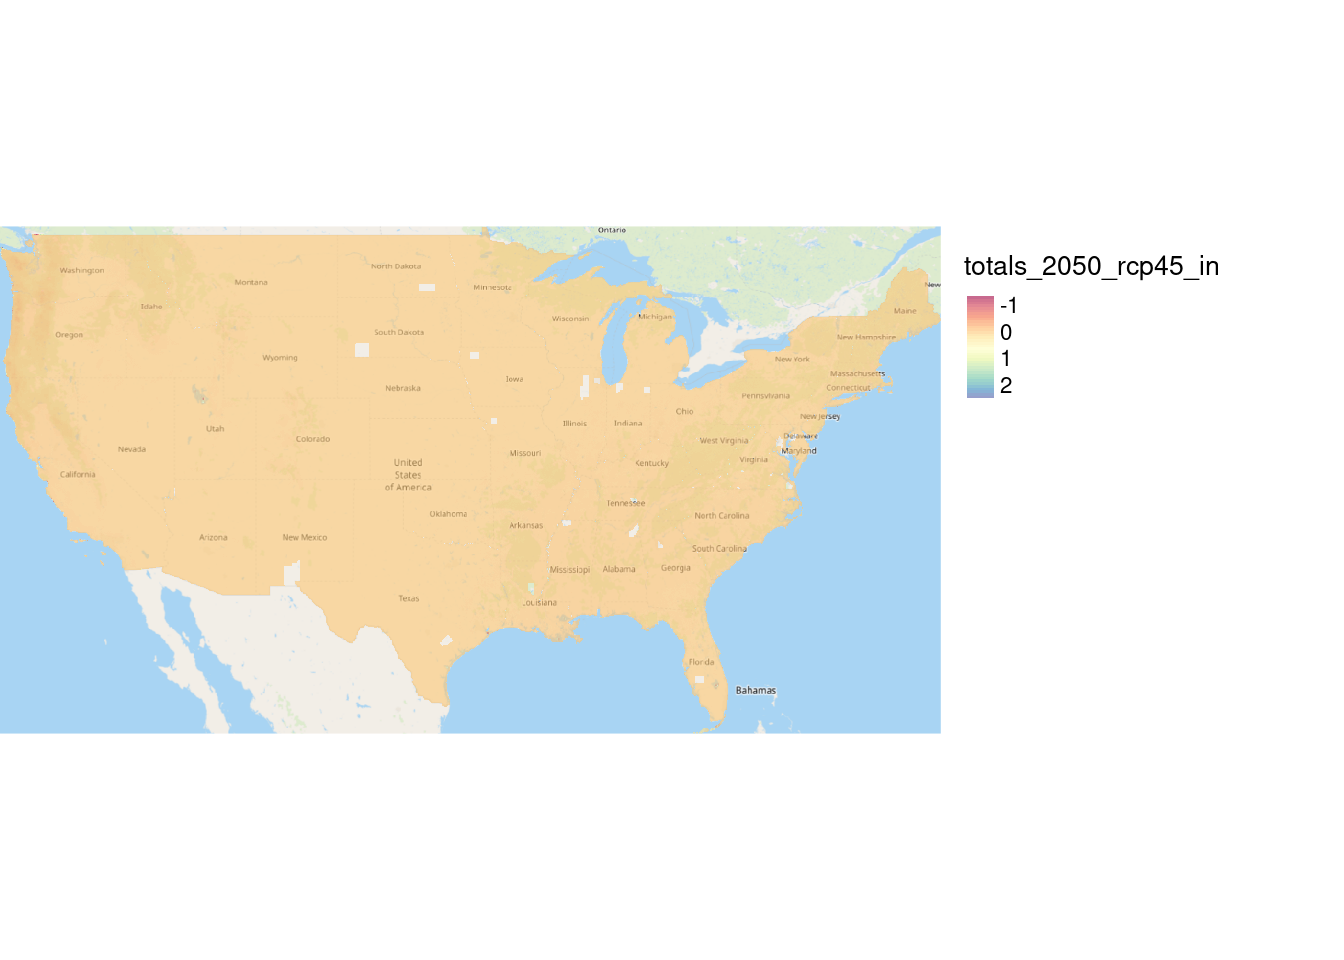 Ontario
New
Washington
Montana
North Dakota
Minnesota
Idaho
Maine
Oregon
South Dakota
Wisconsin
Michigan
New Hampshire
Wyoming
New York
Massachusetts
Nebraska
Iowa
Connecticut
Pennsylvania
Ohio
New Jersey
Utah
Colorado
Illinois
Indiana
West Virginia
Delaware
Nevada
Missouri
Maryland
California
United
States
of America
Kentucky
Virginia
Tennessee
Oklahoma
North Carolina
Arkansas
Arizona
New Mexico
South Carolina
Mississippi
Alabama
Georgia
Texas
Louisiana
Florida
Bahamas
totals_2050_rcp45_in
-1
0
1
2